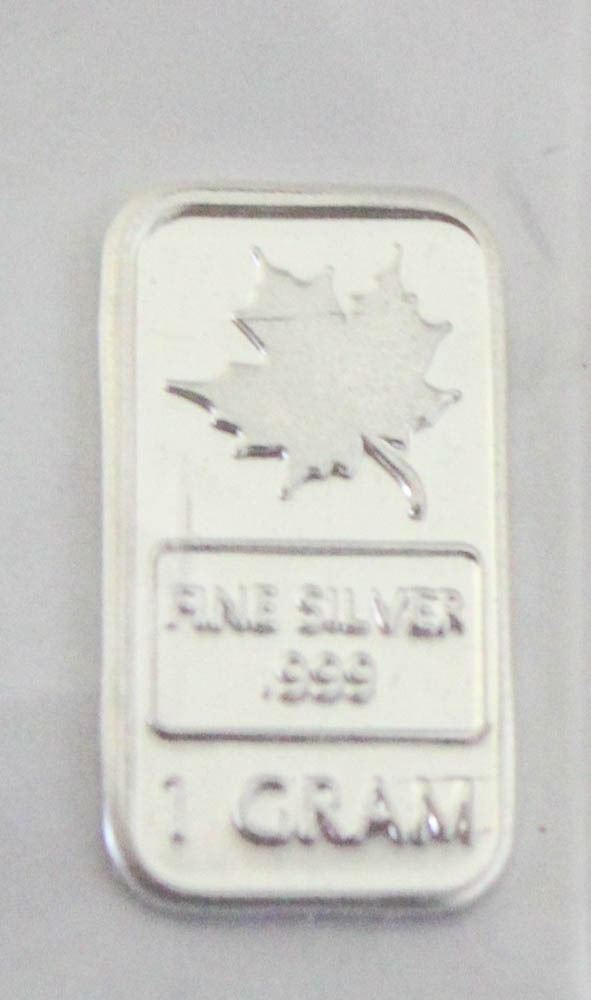 FINE SILVER
.999
1 GRAM